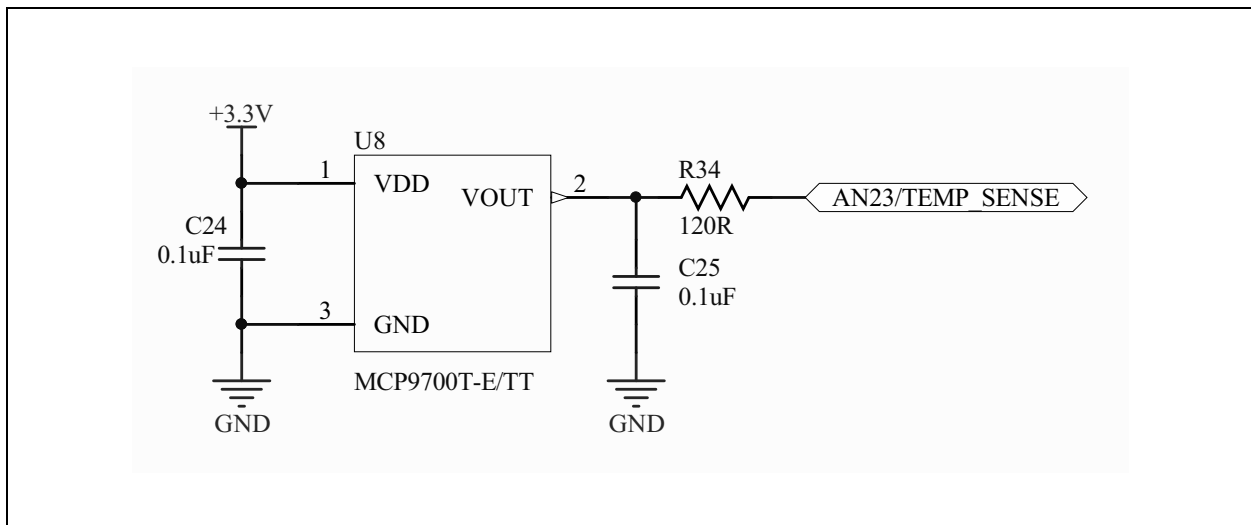 +3.3V
U8
1
VDD
VOUT
2
R34
120R
AN23/TEMP_SENSE
C24
0.1uF
C25
0.1uF
3
GND
MCP9700T-E/TT
GND
GND